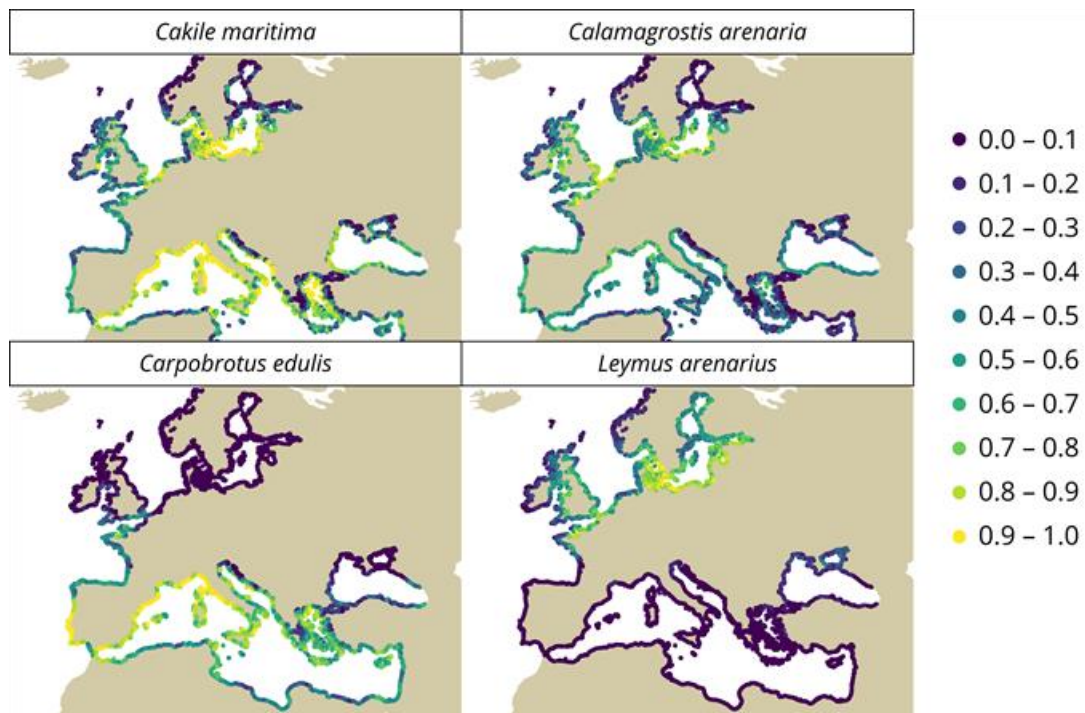 Cakile maritima
Calamagrostis arenaria
Carpobrotus edulis
Leymus arenarius
0.0 – 0.1
0.1 – 0.2
0.2 – 0.3
0.3 – 0.4
0.4 – 0.5
0.5 – 0.6
0.6 – 0.7
0.7 – 0.8
0.8 – 0.9
0.9 – 1.0